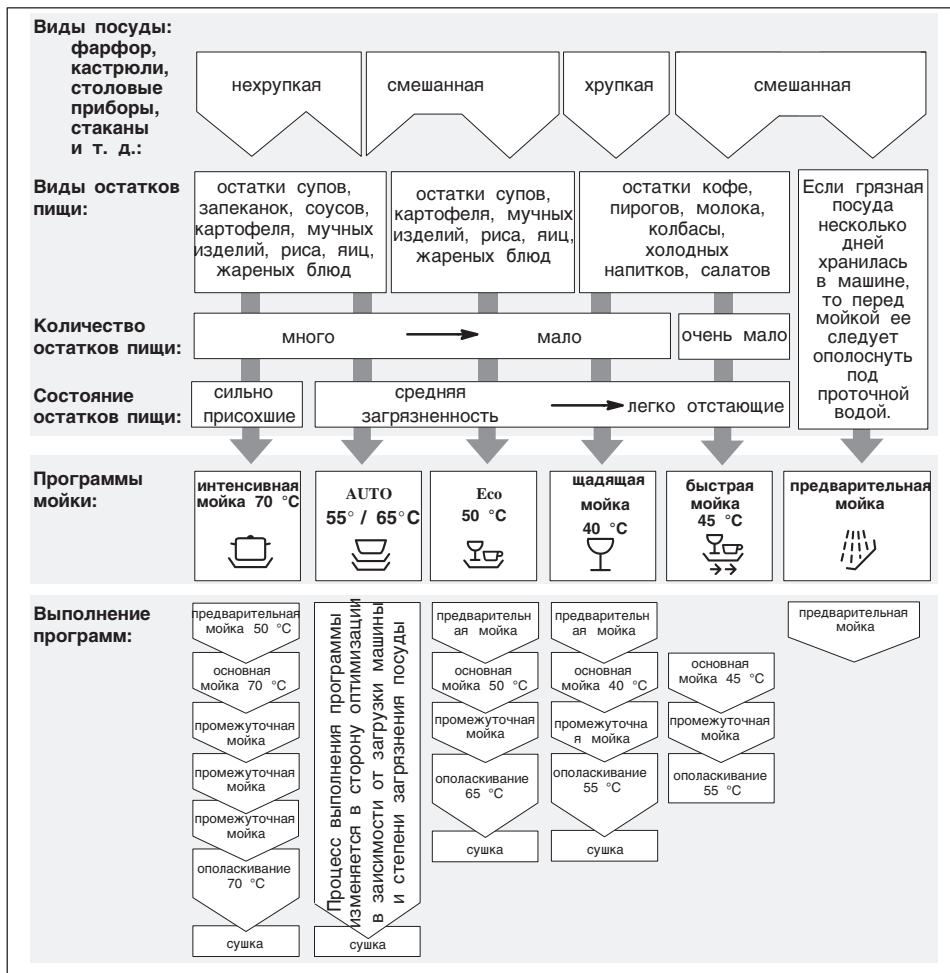 Виды посуды:
фарфор,
кастрюли,
столовые
приборы,
стаканы
и т. д.:
нехрупкая
смешанная
хрупкая
смешанная
Виды остатков
пищи:
остатки супов,
запеканок, соусов,
картофеля, мучных
изделий, риса, яиц,
жареных блюд
остатки супов,
картофеля, мучных
изделий, риса, яиц,
жареных блюд
остатки кофе,
пирогов, молока,
колбасы,
холодных
напитков, салатов
Если грязная
посуда
несколько
дней
хранилась
в машине,
то перед
мойкой ее
следует
ополоснуть
под
проточной
водой.
Количество
остатков пищи:
много
мало
очень мало
Состояние
остатков пищи:
сильно
присохшие
средняя
загрязненность
легко отстающие
Программы
мойки:
интенсивная
мойка 70 °C
AUTO
55° / 65°C
Eco
50 °C
щадящая
мойка
40 °C
быстрая
мойка
45 °C
предварительная
мойка
Выполнение
программ:
предварительная
мойка 50 °C
основная
мойка 70 °C
промежуточная
мойка
промежуточная
мойка
промежуточная
мойка
ополаскивание
70 °C
сушка
Процесс выполнения программы
изменяется в сторону оптимизации
в заисимости от загрузки машины
и степени загрязнения посуды
сушка
предварительн
ая мойка
основная
мойка 50 °C
промежуточная
мойка
ополаскивание
65 °C
сушка
предварительн
ая мойка
основная
мойка 40 °C
промежуточна
я мойка
ополаскивание
55 °C
сушка
основная
мойка 45 °C
промежуточная
мойка
ополаскивание
55 °C
предварительная
мойка